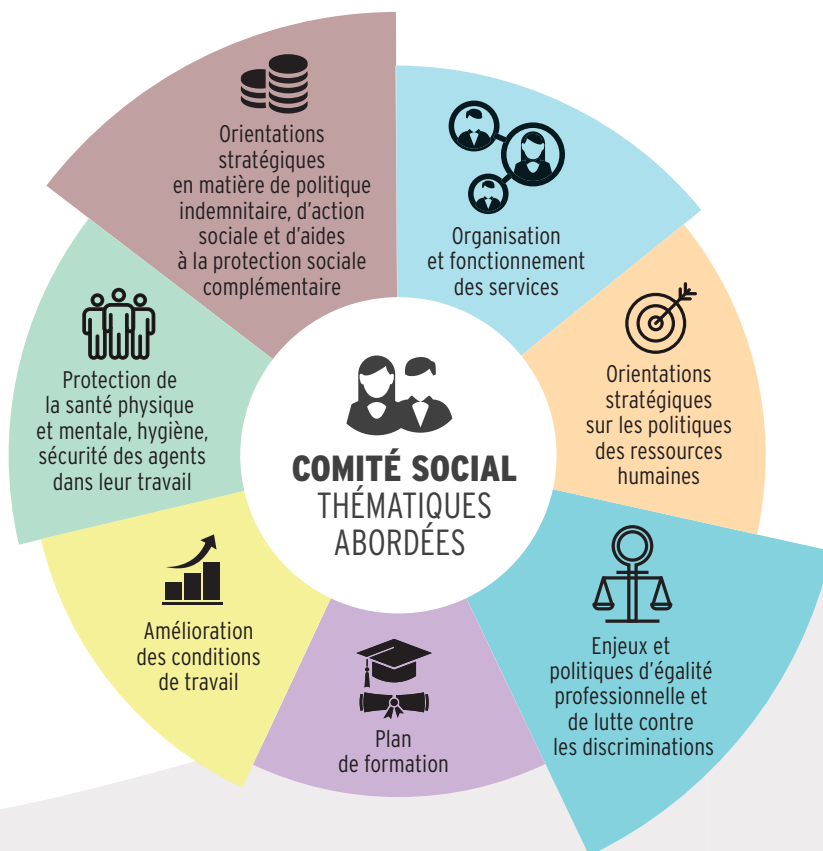 COMITÉ SOCIAL
THÉMATIQUES
ABORDÉES
Orientations
stratégiques
en matière de politique
indemnitaire, d'action
sociale et d'aides
à la protection sociale
complémentaire
Organisation
et fonctionnement
des services
Orientations
stratégiques
sur les politiques
des ressources
humaines
Enjeux et
politiques d'égalité
professionnelle et
de lutte contre
les discriminations
Plan
de formation
Amélioration
des conditions
de travail
Protection de
la santé physique
et mentale, hygiène,
sécurité des agents
dans leur travail